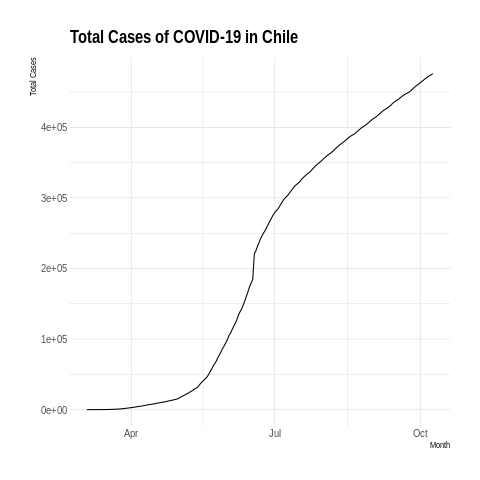 Total Cases of COVID-19 in Chile
Total Cases
4e+05
3e+05
2e+05
1e+05
0e+00
Apr
Jul
Oct
Month